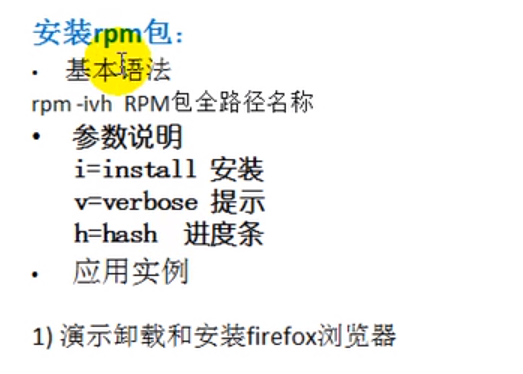 安装rpm包：
• 基本语法
rpm -ivh RPM包全路径名称
• 参数说明
i=install 安装
v=verbose 提示
h=hash 进度条
• 应用实例
1) 演示卸载和安装firefox浏览器